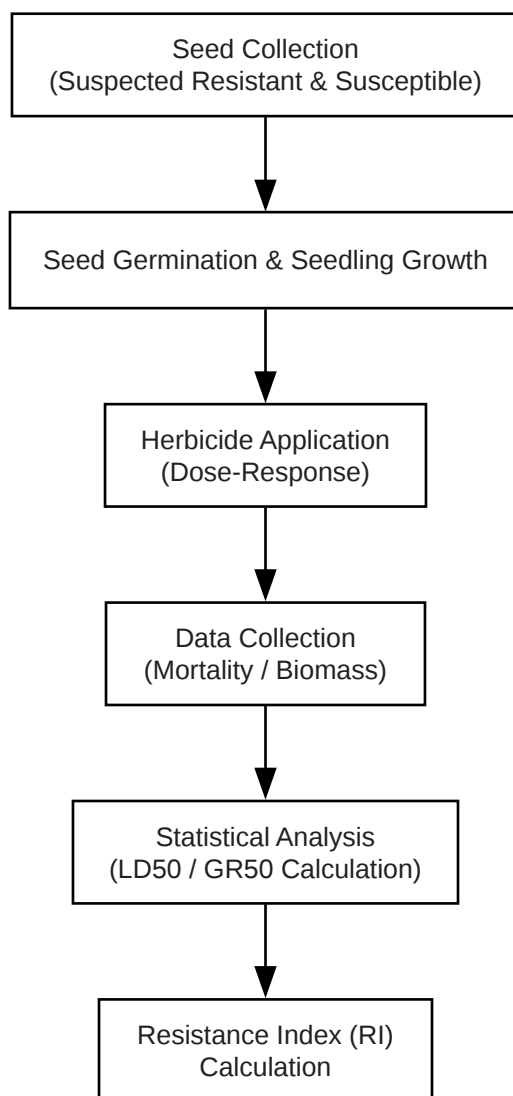 Seed Collection
(Suspected Resistant & Susceptible)
Seed Germination & Seedling Growth
Herbicide Application
(Dose-Response)
Data Collection
(Mortality / Biomass)
Statistical Analysis
(LD50 / GR50 Calculation)
Resistance Index (RI)
Calculation